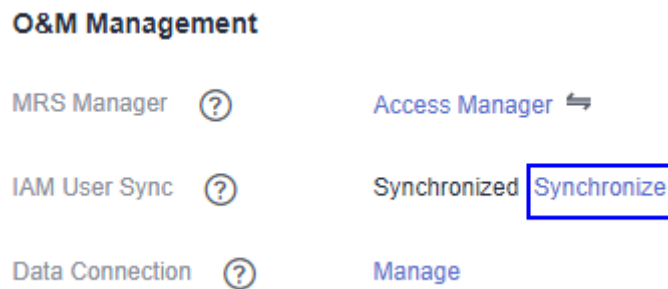 O&M Management
MRS Manager ? Access Manager
IAM User Sync ? Synchronized Synchronize
Data Connection ? Manage